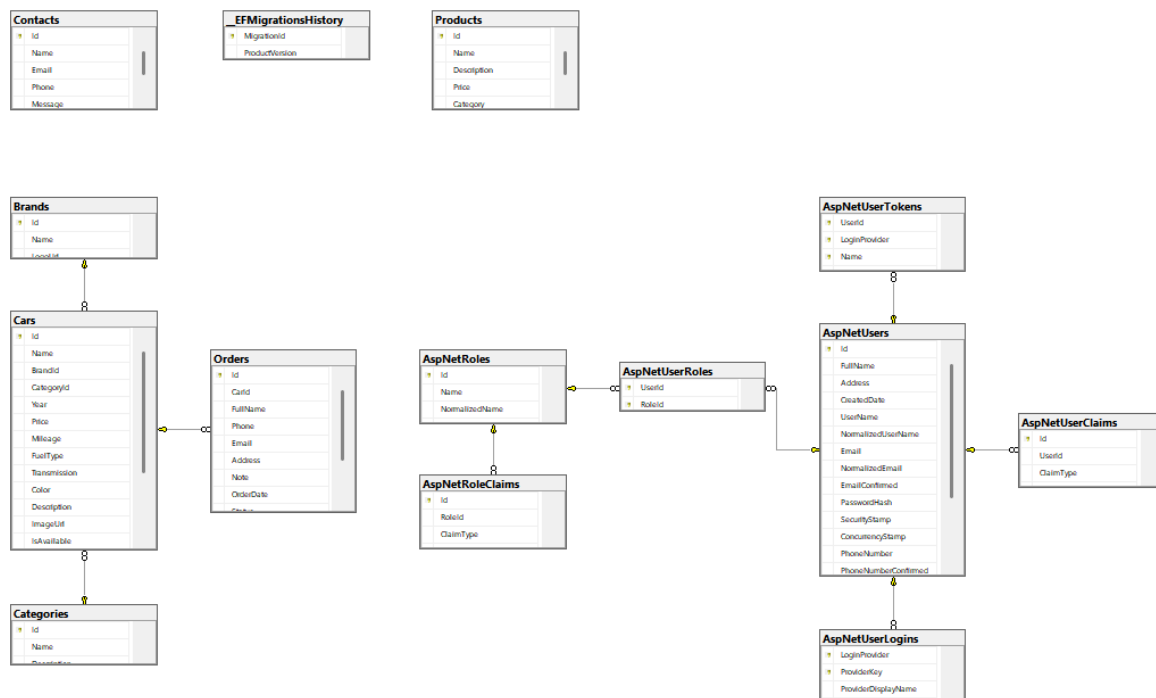 Contacts
Id
Name
Email
Phone
Message
__EFMigrationsHistory
MigrationId
ProductVersion
Products
Id
Name
Description
Price
Category
Brands
Id
Name
LogoUrl
Cars
Id
Name
BrandId
CategoryId
Year
Price
Mileage
FuelType
Transmission
Color
Description
ImageUrl
IsAvailable
Categories
Id
Name
Description
Orders
Id
CarId
FullName
Phone
Email
Address
Note
OrderDate
Status
AspNetRoles
Id
Name
NormalizedName
AspNetRoleClaims
Id
RoleId
ClaimType
AspNetUserRoles
UserId
RoleId
AspNetUserTokens
UserId
LoginProvider
Name
AspNetUsers
Id
FullName
Address
CreatedDate
UserName
NormalizedUserName
Email
NormalizedEmail
EmailConfirmed
PasswordHash
SecurityStamp
ConcurrencyStamp
PhoneNumber
PhoneNumberConfirmed
AspNetUserClaims
Id
UserId
ClaimType
AspNetUserLogins
LoginProvider
ProviderKey
ProviderDisplayName